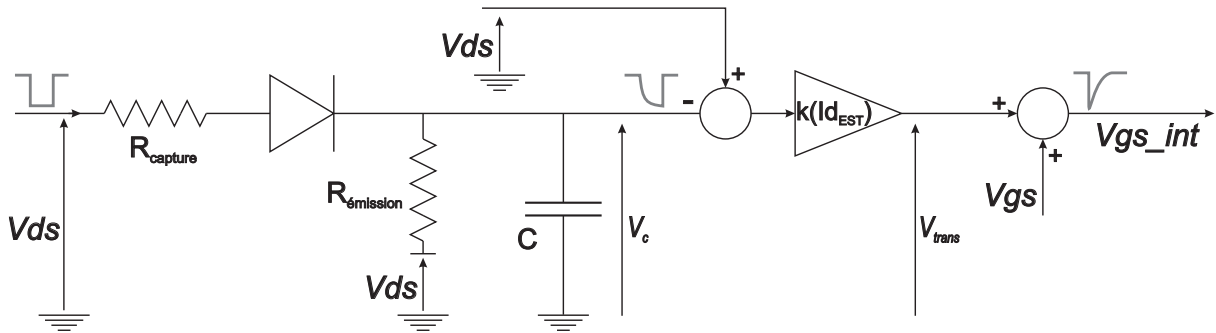 Vds
+
-
k(Id_EST)
+
+
Vgs_int
R_capture
R_émission
C
V_c
V_trans
Vgs
Vds
Vds